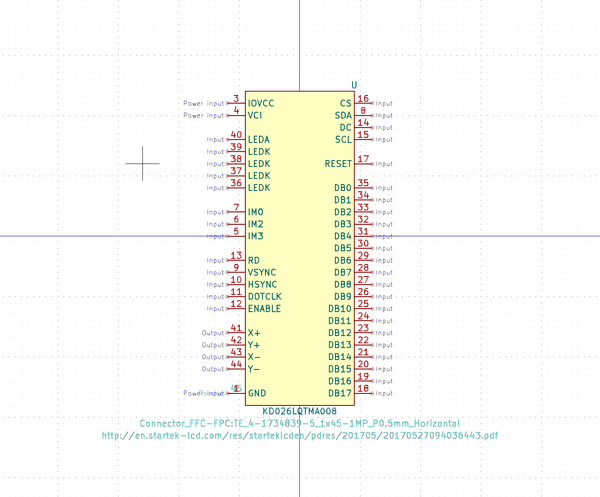 U
Power input 3 IOVCC CS 16 Input
Power input 4 VCI SDA 8 Input
DC 14 Input
Input 40 LEDA SCL 15 Input
Input 39 LEDK
Input 38 LEDK RESET 17 Input
Input 37 LEDK
Input 36 LEDK DB0 35 Input
DB1 34 Input
Input 7 IM0 DB2 33 Input
Input 6 IM2 DB3 32 Input
Input 5 IM3 DB4 31 Input
DB5 30 Input
Input 13 RD DB6 29 Input
Input 9 VSYNC DB7 28 Input
Input 10 HSYNC DB8 27 Input
Input 11 DOTCLK DB9 26 Input
Input 12 ENABLE DB10 25 Input
DB11 24 Input
Output 41 X+ DB12 23 Input
Output 42 Y+ DB13 22 Input
Output 43 X- DB14 21 Input
Output 44 Y- DB15 20 Input
DB16 19 Input
GND DB17 18 Input
KD026LQTMA008
Connector_FFC-FPC:TE_4-1734839-5_1x45-1MP_P0.5mm_Horizontal
http://en.startek-lcd.com/res/starteklcden/pdres/201705/20170527094036443.pdf